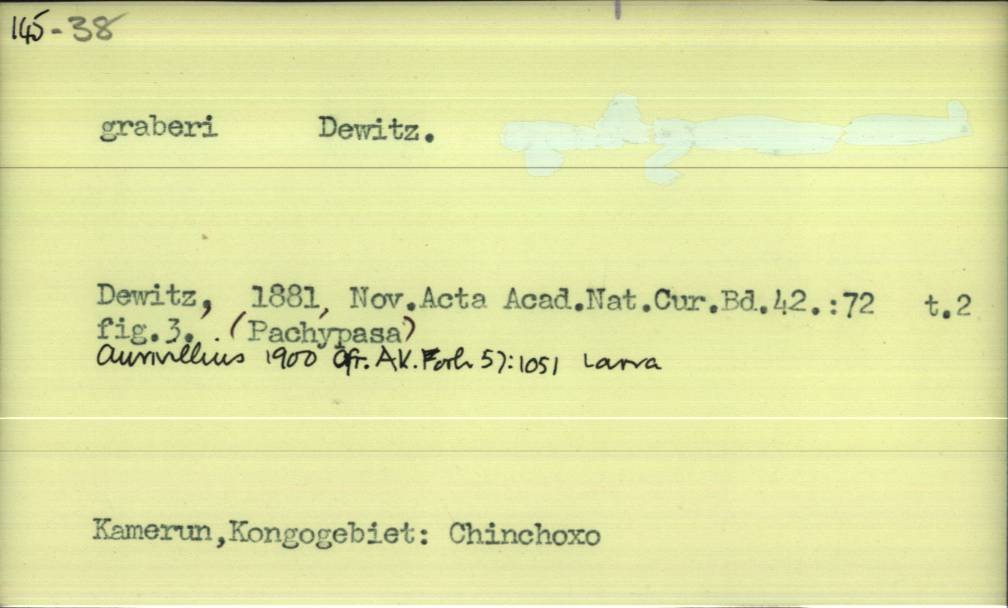 145-38
graberi Dewitz.
Dewitz, 1881, Nov.Acta Acad.Nat.Cur.Bd.42.:72 t.2
fig.3. (Pachypasa)
Aurivillius 1900 Öfr. AK. Forh 57:1051 Larva
Kamerun,Kongogebiet: Chinchoxo